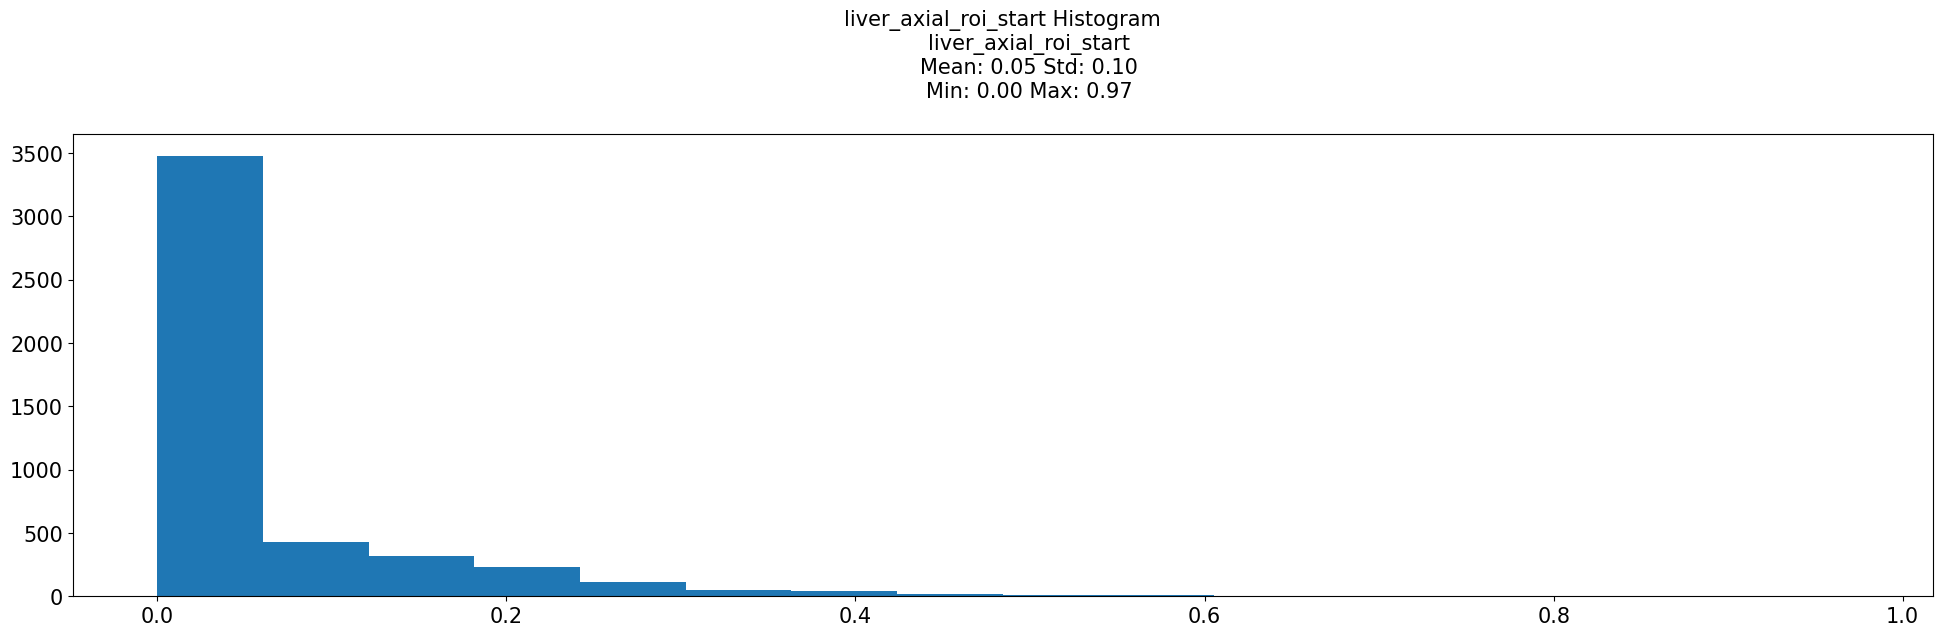 liver_axial_roi_start Histogram
liver_axial_roi_start
Mean: 0.05 Std: 0.10
Min: 0.00 Max: 0.97
3500
3000
2500
2000
1500
1000
500
0
0.0 0.2 0.4 0.6 0.8 1.0